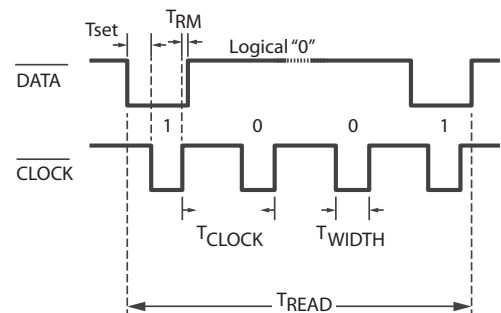 TRM
Tset
Logical "0"
DATA
1 0 0 1
CLOCK
TCLOCK TWIDTH
TREAD